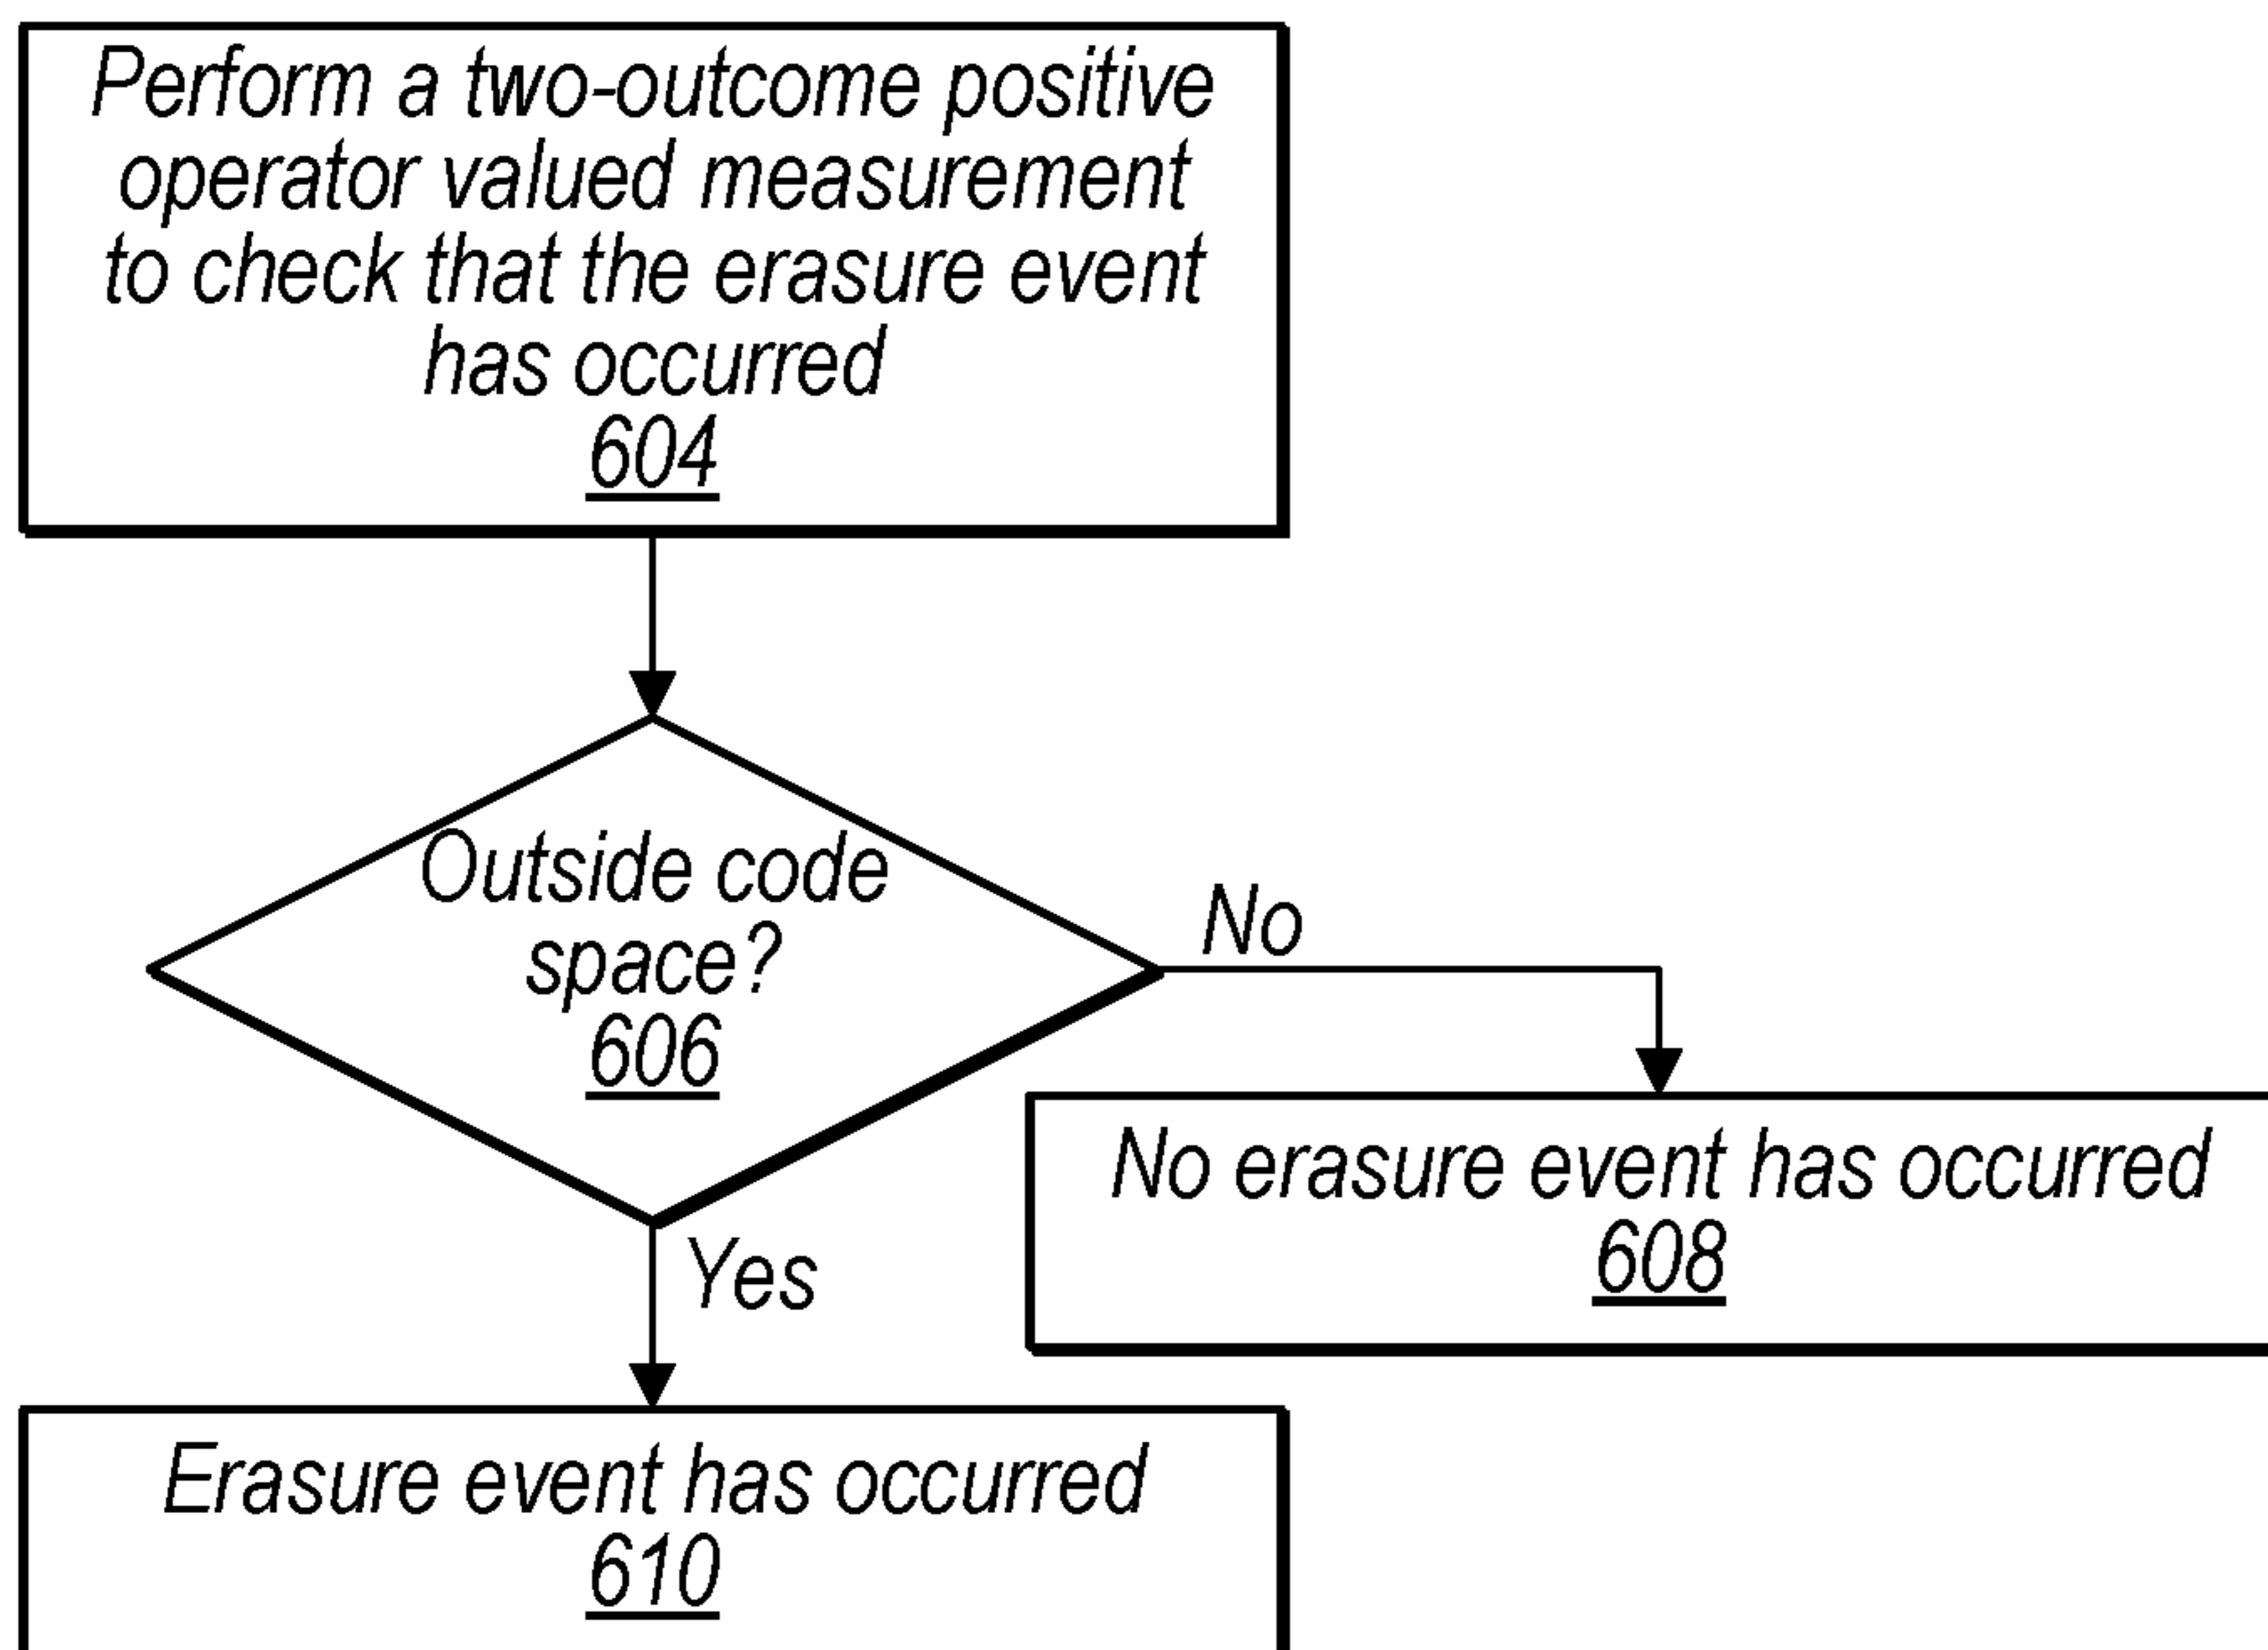 Perform a two-outcome positive
operator valued measurement
to check that the erasure event
has occurred
604
Outside code
space?
606
No
No erasure event has occurred
608
Yes
Erasure event has occurred
610